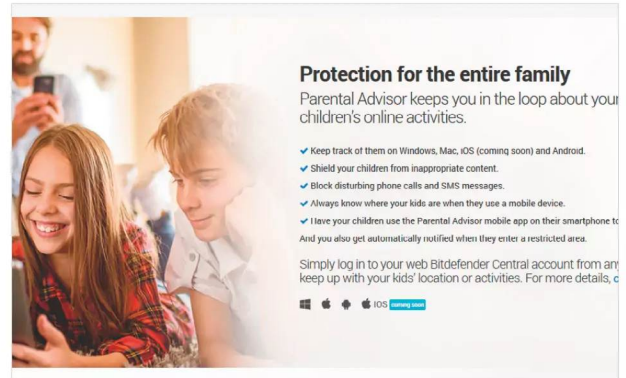 Protection for the entire family
Parental Advisor keeps you in the loop about your
children's online activities.
Keep track of them on Windows, Mac, iOS (coming soon) and Android.
Shield your children from inappropriate content.
Block disturbing phone calls and SMS messages.
Always know where your kids are when they use a mobile device.
Have your children use the Parental Advisor mobile app on their smartphone to
And you also get automatically notified when they enter a restricted area.
Simply log in to your web Bitdefender Central account from
keep up with your kids' location or activities. For more details,
iOS coming soon